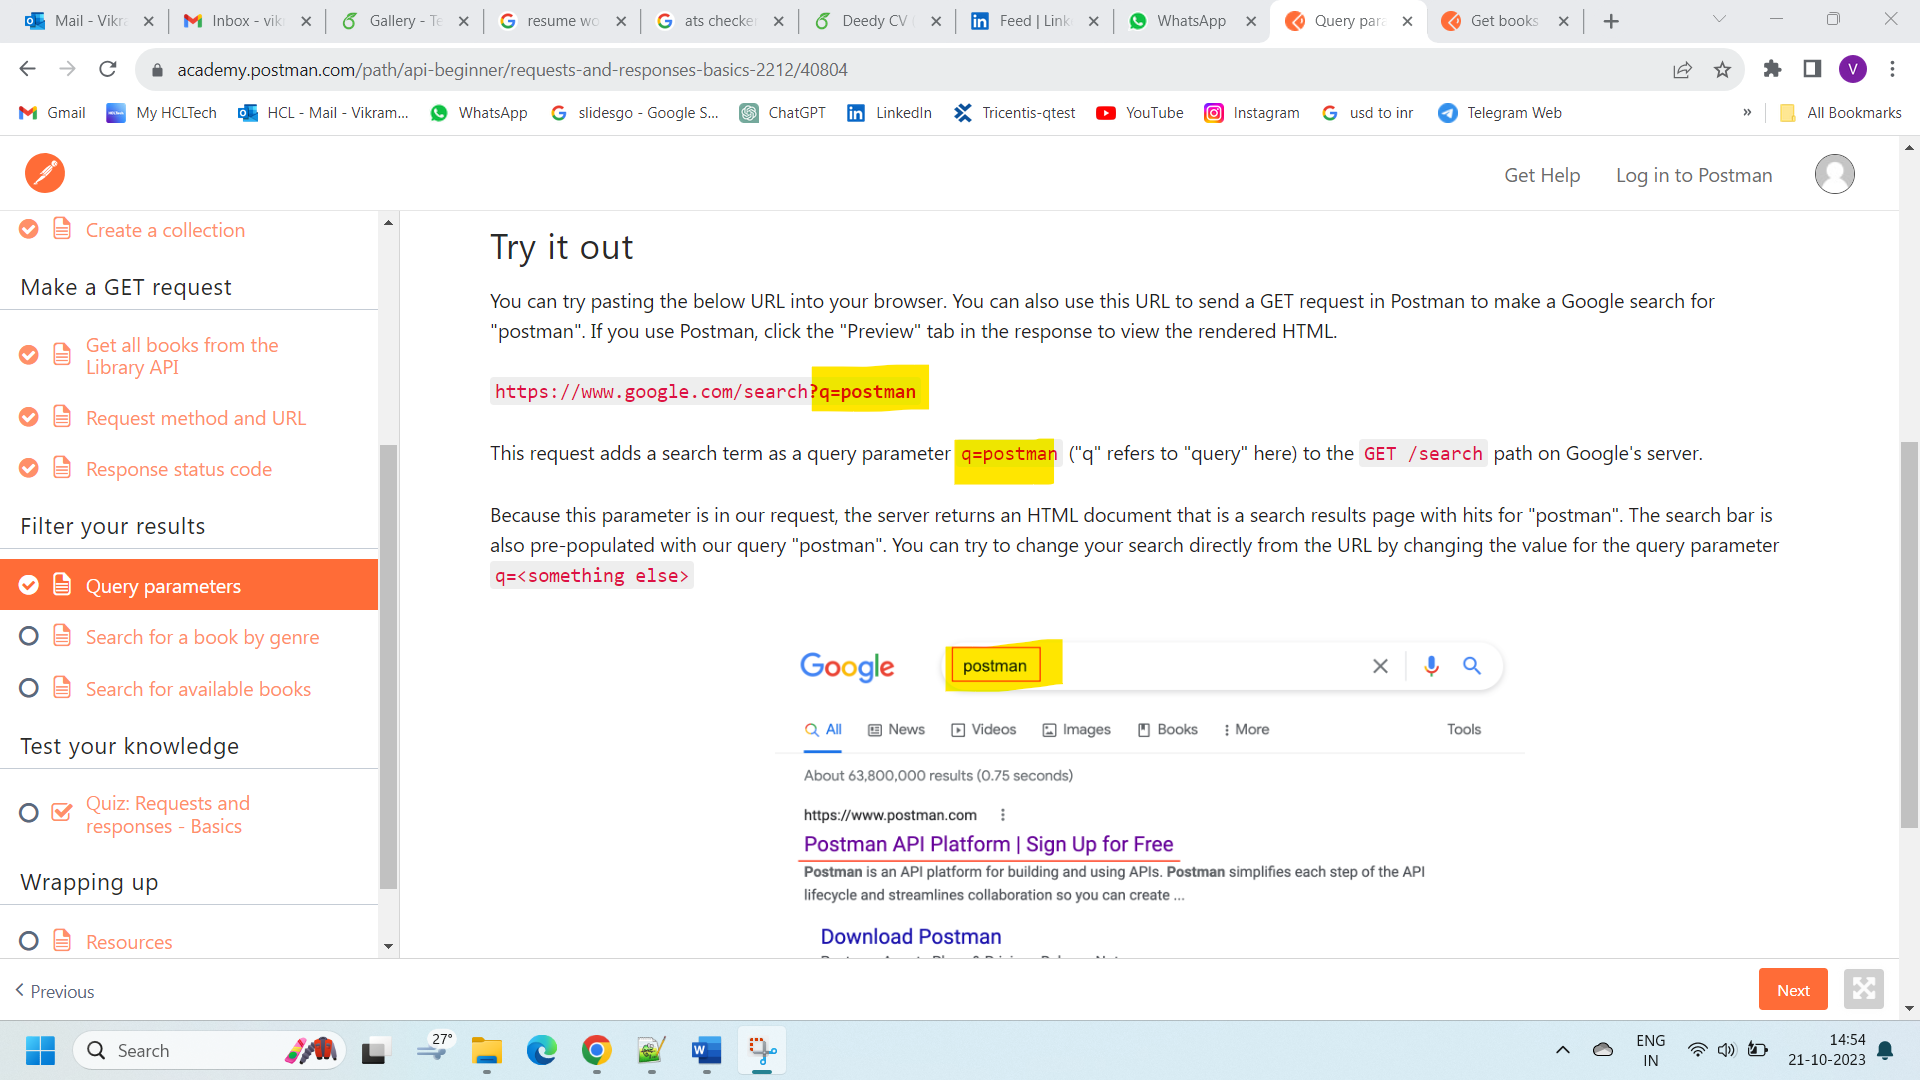 Mail - Vikra
Inbox - vik
Gallery - Te
resume wo
ats checke
Deedy CV
Feed | Link
WhatsApp
Query para
Get books
academy.postman.com/path/api-beginner/requests-and-responses-basics-2212/40804
V
Gmail
My HCLTech
HCL - Mail - Vikram...
WhatsApp
slidesgo - Google S...
ChatGPT
LinkedIn
Tricentis-qtest
YouTube
Instagram
usd to inr
Telegram Web
»
All Bookmarks
Get Help
Log in to Postman
Create a collection
Make a GET request
Get all books from the
Library API
Request method and URL
Response status code
Filter your results
Query parameters
Search for a book by genre
Search for available books
Test your knowledge
Quiz: Requests and
responses - Basics
Wrapping up
Resources
Try it out
You can try pasting the below URL into your browser. You can also use this URL to send a GET request in Postman to make a Google search for
"postman". If you use Postman, click the "Preview" tab in the response to view the rendered HTML.
https://www.google.com/search?q=postman
This request adds a search term as a query parameter q=postman ("q" refers to "query" here) to the GET /search path on Google's server.
Because this parameter is in our request, the server returns an HTML document that is a search results page with hits for "postman". The search bar is
also pre-populated with our query "postman". You can try to change your search directly from the URL by changing the value for the query parameter
q=<something else>
Google
postman
All
News
Videos
Images
Books
More
Tools
About 63,800,000 results (0.75 seconds)
https://www.postman.com
Postman API Platform | Sign Up for Free
Postman is an API platform for building and using APIs. Postman simplifies each step of the API
lifecycle and streamlines collaboration so you can create ...
Download Postman
Previous
Next
Search
27°
ENG
IN
14:54
21-10-2023